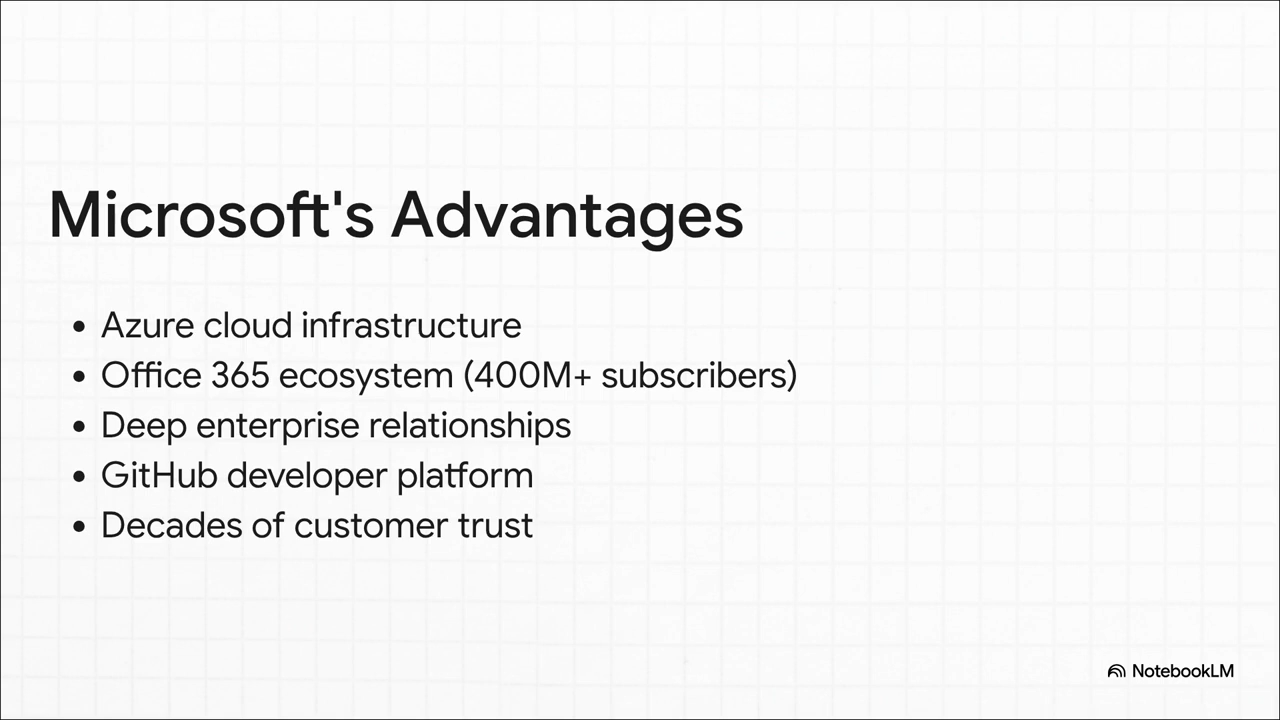 Microsoft's Advantages
• Azure cloud infrastructure
• Office 365 ecosystem (400M+ subscribers)
• Deep enterprise relationships
• GitHub developer platform
• Decades of customer trust
NotebookLM